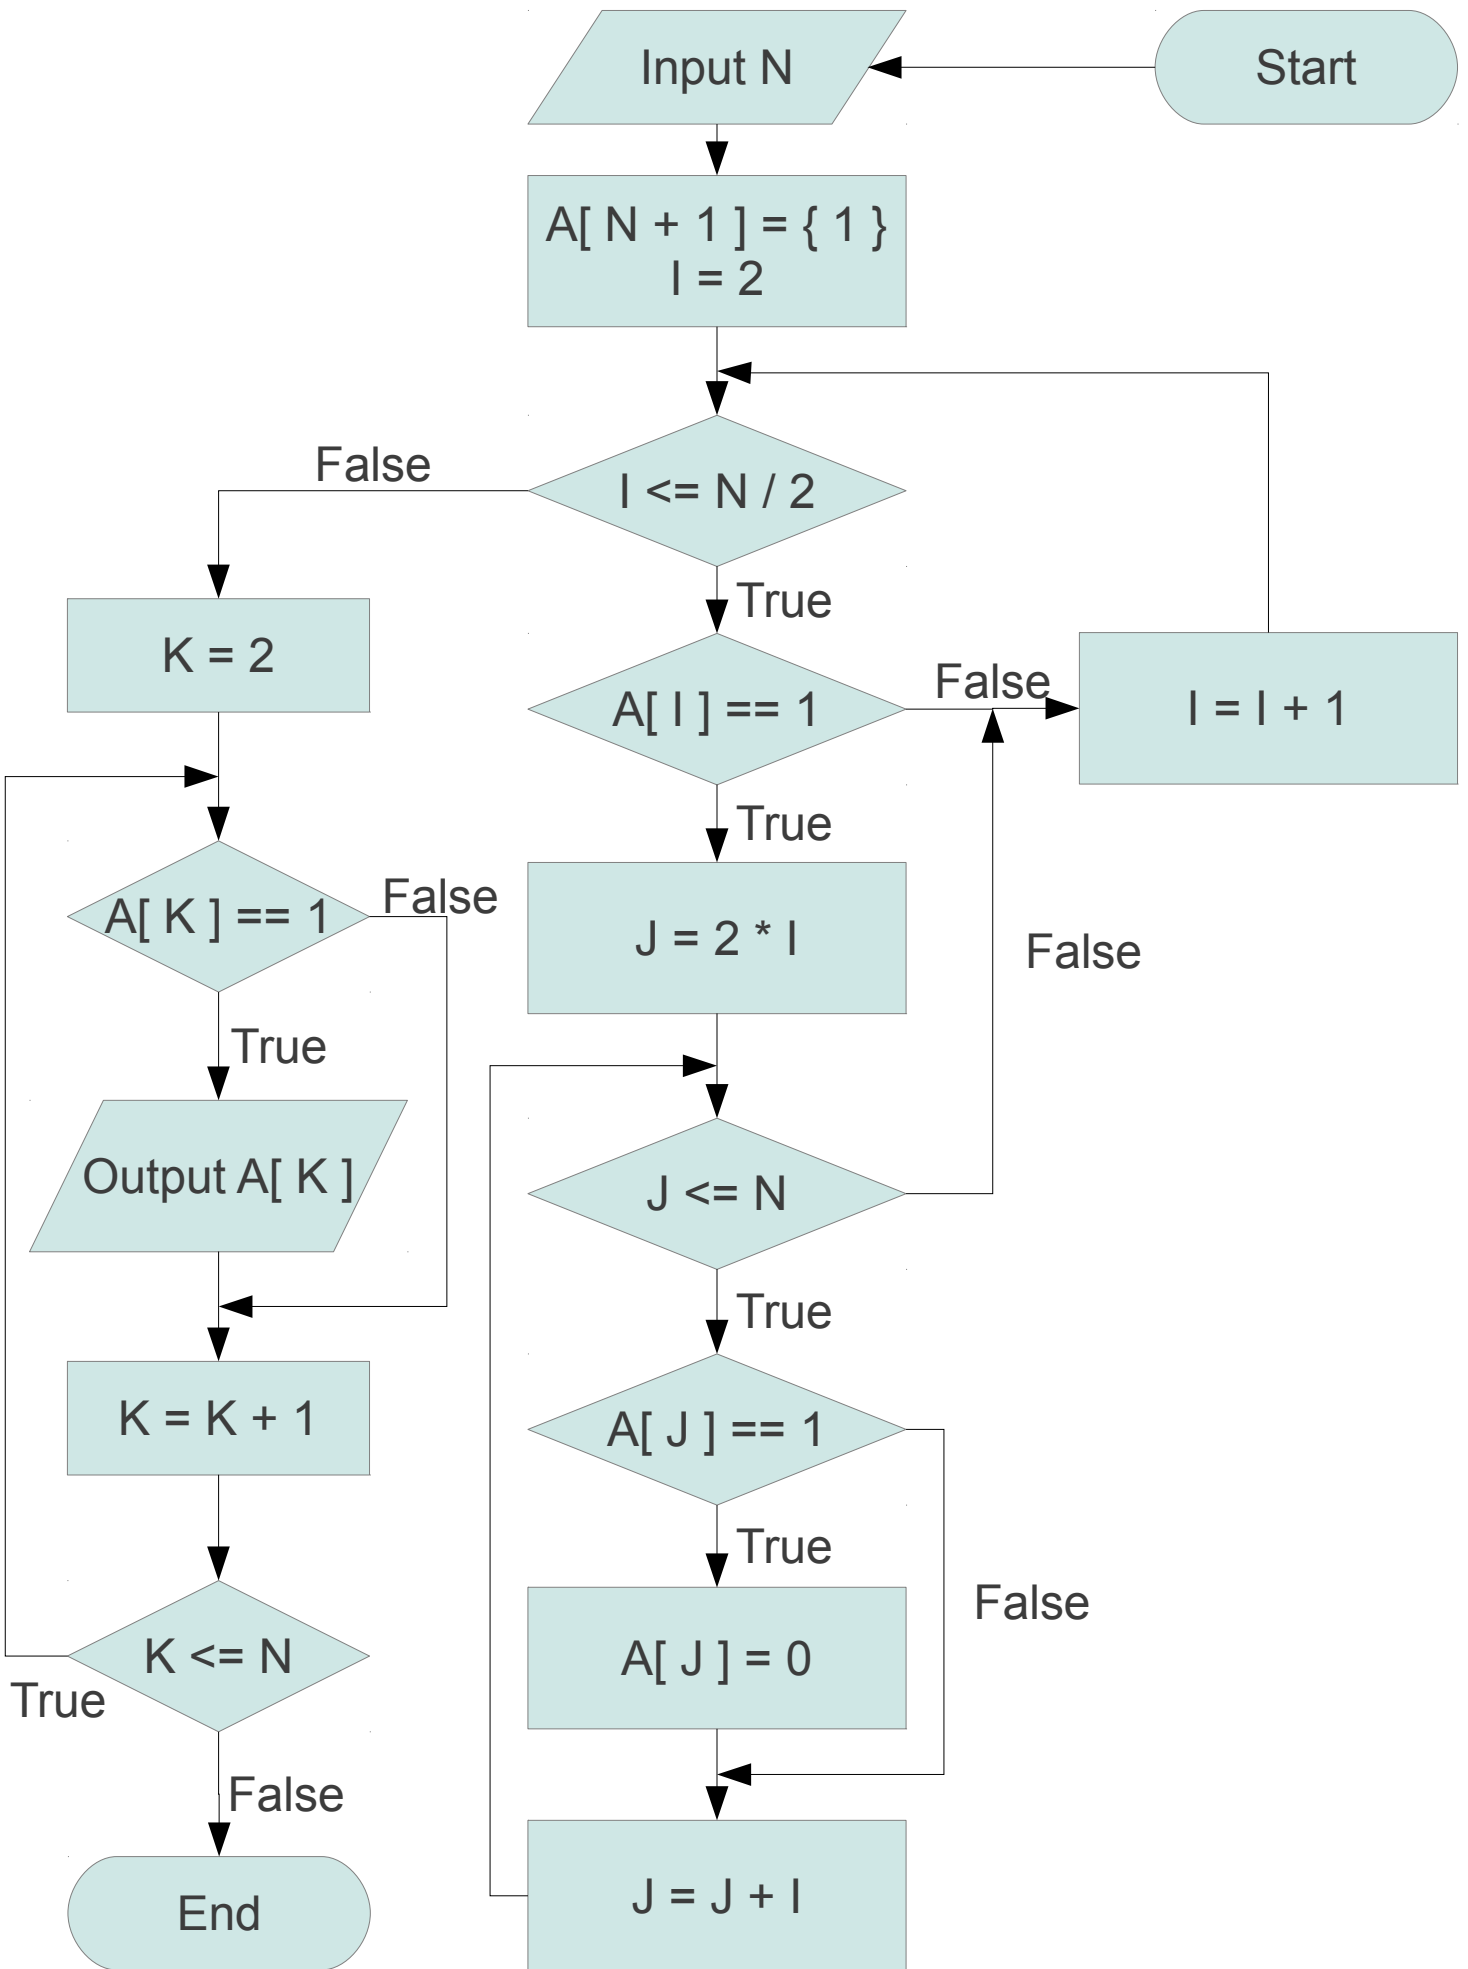 Start
Input N
A[ N + 1 ] = { 1 }
I = 2
I <= N / 2
False
True
K = 2
A[ I ] == 1
False
I = I + 1
True
J = 2 * I
A[ K ] == 1
False
False
True
Output A[ K ]
J <= N
True
K = K + 1
A[ J ] == 1
True
False
K <= N
True
A[ J ] = 0
False
End
J = J + I